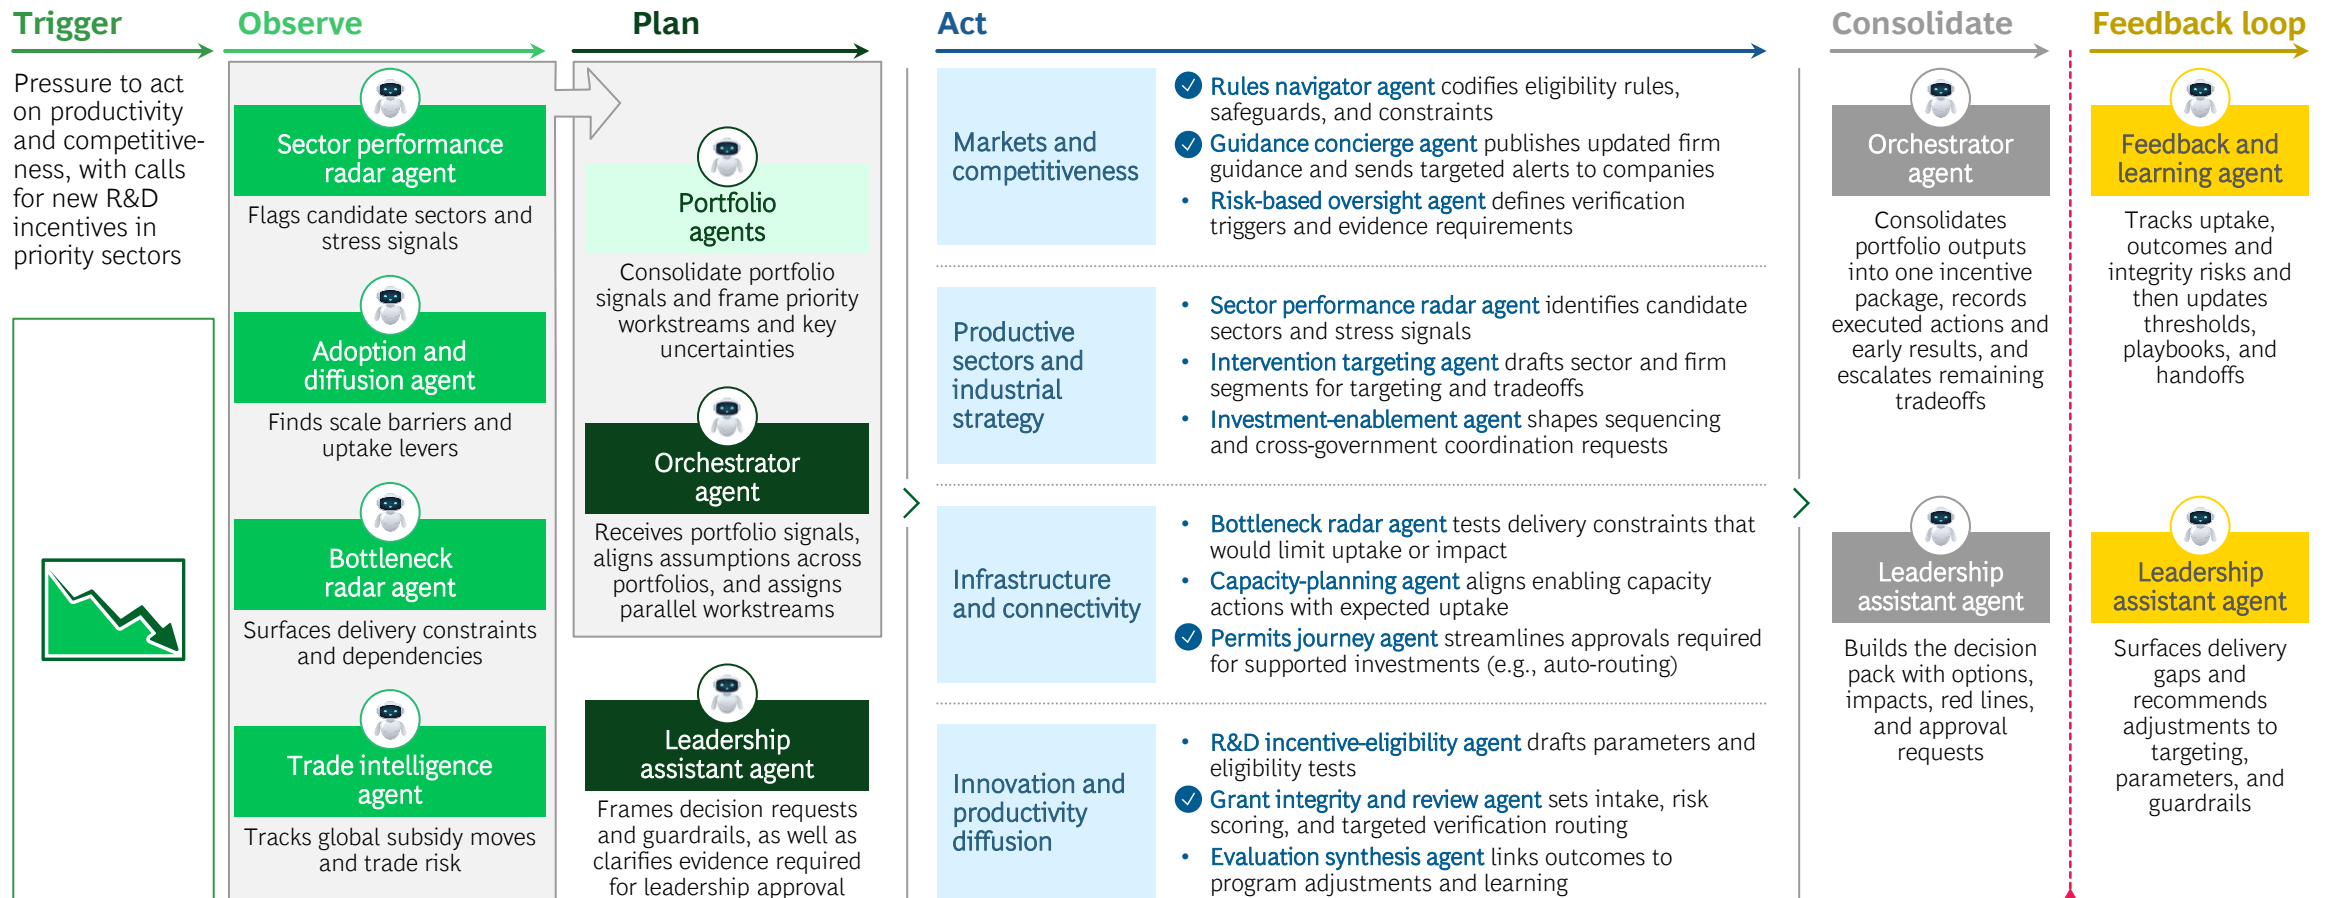 Trigger
Pressure to act
on productivity
and competitive-
ness, with calls
for new R&D
incentives in
priority sectors
Observe
Sector performance
radar agent
Flags candidate sectors and
stress signals
Adoption and
diffusion agent
Finds scale barriers and
uptake levers
Bottleneck
radar agent
Surfaces delivery constraints
and dependencies
Trade intelligence
agent
Tracks global subsidy moves
and trade risk
Plan
Portfolio
agents
Consolidate portfolio
signals and frame priority
workstreams and key
uncertainties
Orchestrator
agent
Receives portfolio signals,
aligns assumptions across
portfolios, and assigns
parallel workstreams
Leadership
assistant agent
Frames decision requests
and guardrails, as well as
clarifies evidence required
for leadership approval
Act
Markets and
competitiveness
Rules navigator agent codifies eligibility rules,
safeguards, and constraints
Guidance concierge agent publishes updated firm
guidance and sends targeted alerts to companies
• Risk-based oversight agent defines verification
triggers and evidence requirements
Productive
sectors and
industrial
strategy
• Sector performance radar agent identifies candidate
sectors and stress signals
• Intervention targeting agent drafts sector and firm
segments for targeting and tradeoffs
• Investment-enablement agent shapes sequencing
and cross-government coordination requests
Infrastructure
and connectivity
• Bottleneck radar agent tests delivery constraints that
would limit uptake or impact
• Capacity-planning agent aligns enabling capacity
actions with expected uptake
Permits journey agent streamlines approvals required
for supported investments (e.g., auto-routing)
Innovation and
productivity
diffusion
• R&D incentive-eligibility agent drafts parameters and
eligibility tests
Grant integrity and review agent sets intake, risk
scoring, and targeted verification routing
• Evaluation synthesis agent links outcomes to
program adjustments and learning
Consolidate
Orchestrator
agent
Consolidates
portfolio outputs
into one incentive
package, records
executed actions and
early results, and
escalates remaining
tradeoffs
Leadership
assistant agent
Builds the decision
pack with options,
impacts, red lines,
and approval
requests
Feedback loop
Feedback and
learning agent
Tracks uptake,
outcomes and
integrity risks and
then updates
thresholds,
playbooks, and
handoffs
Leadership
assistant agent
Surfaces delivery
gaps and
recommends
adjustments to
targeting,
parameters, and
guardrails